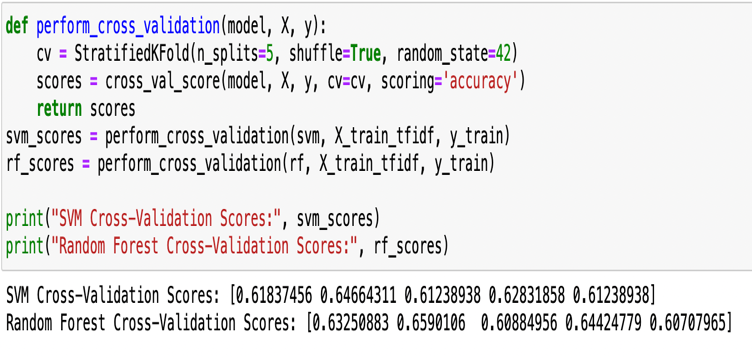 def perform_cross_validation(model, X, y):
    cv = StratifiedKFold(n_splits=5, shuffle=True, random_state=42)
    scores = cross_val_score(model, X, y, cv=cv, scoring='accuracy')
    return scores
svm_scores = perform_cross_validation(svm, X_train_tfidf, y_train)
rf_scores = perform_cross_validation(rf, X_train_tfidf, y_train)

print("SVM Cross-Validation Scores:", svm_scores)
print("Random Forest Cross-Validation Scores:", rf_scores)

SVM Cross-Validation Scores: [0.61837456 0.64664311 0.61238938 0.62831858 0.61238938]
Random Forest Cross-Validation Scores: [0.63250883 0.6590106  0.60884956 0.64424779 0.60707965]